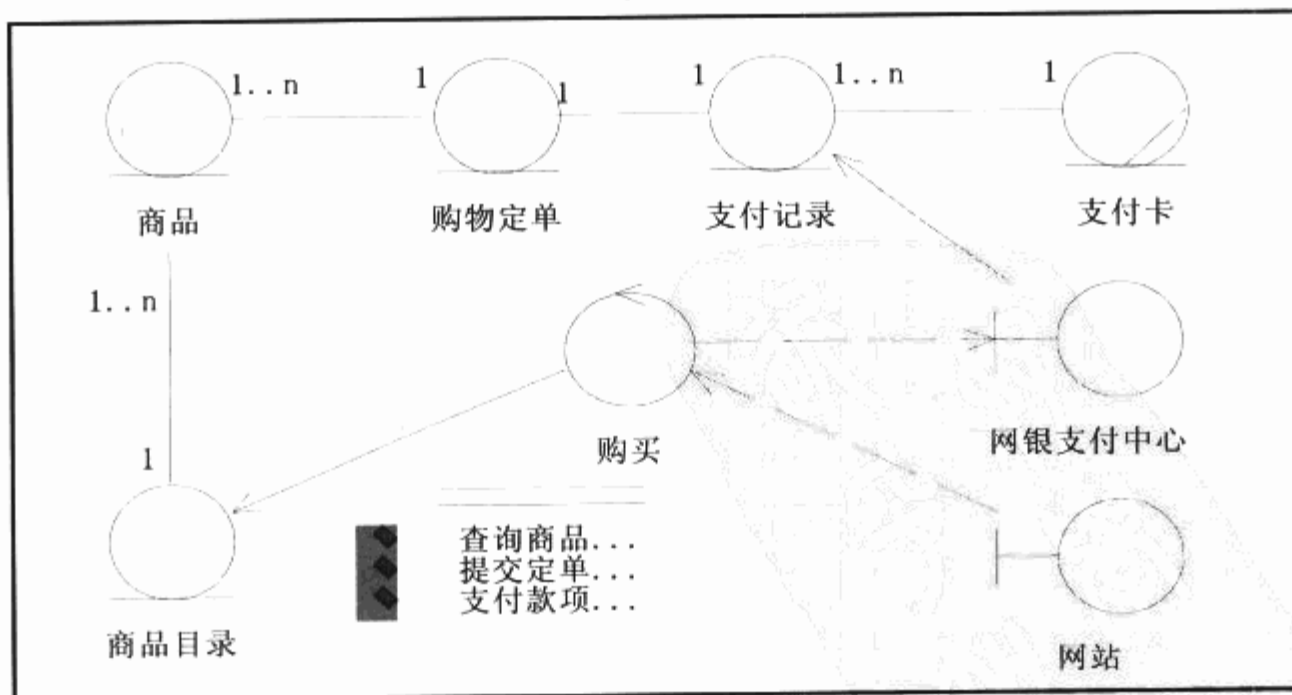 1..n
1
1
1
1..n
1
商品
购物定单
支付记录
支付卡
1..n
1
购买
网银支付中心
查询商品...
提交定单...
支付款项...
商品目录
网站